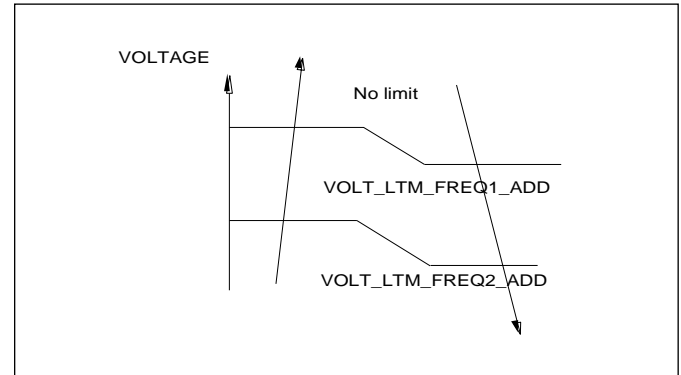 VOLTAGE
No limit
VOLT_LTM_FREQ1_ADD
VOLT_LTM_FREQ2_ADD